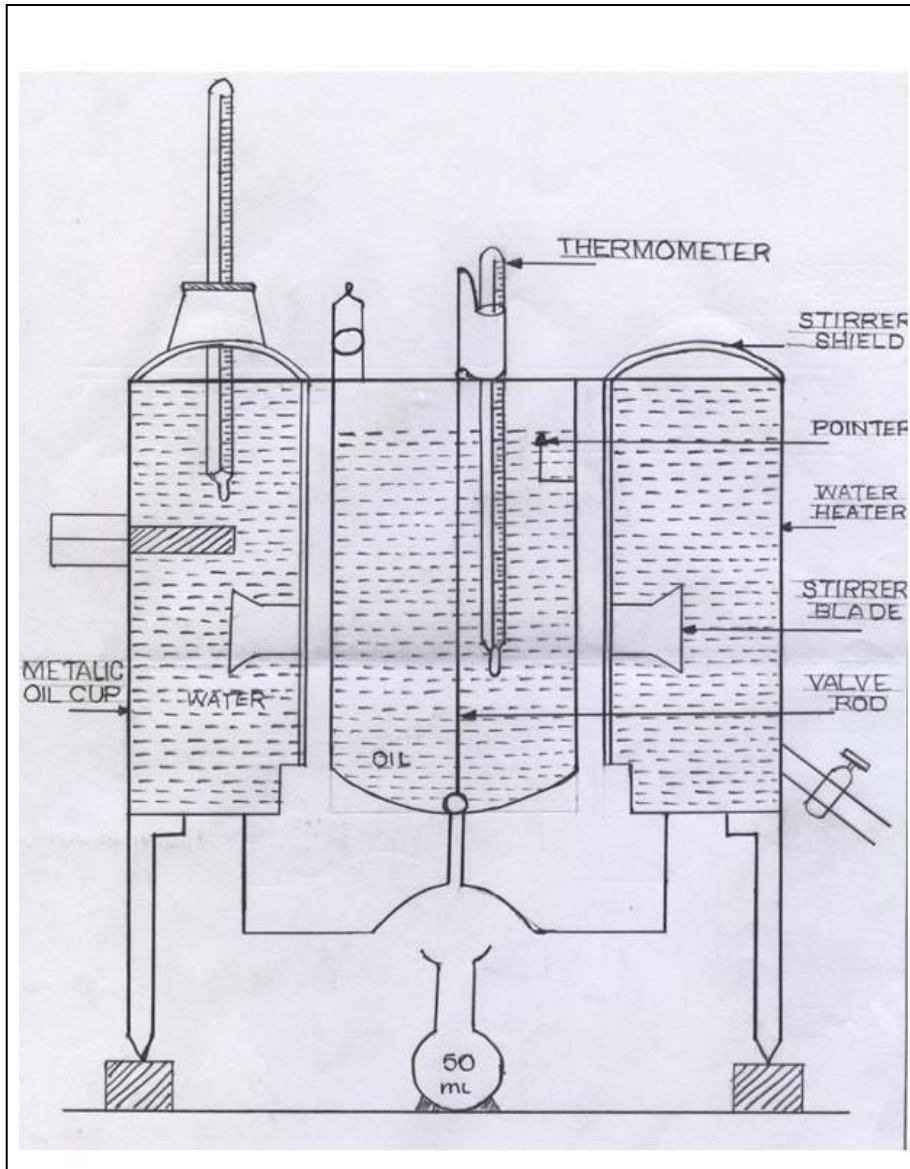 THERMOMETER
STIRRER
SHIELD
POINTER
WATER
HEATER
STIRRER
BLADE
METALIC
OIL CUP
WATER
VALVE
ROD
OIL
50
ML